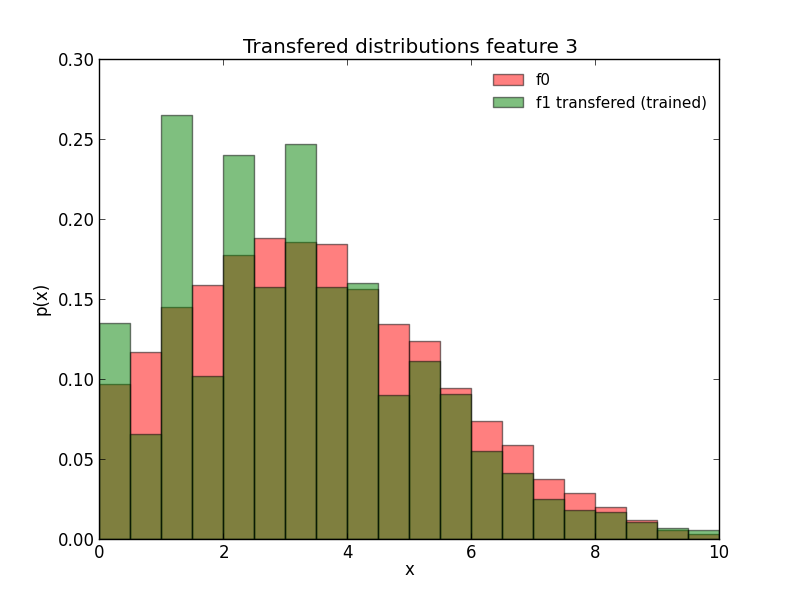 Transfered distributions feature 3
f0
f1 transfered (trained)
p(x)
0.30
0.25
0.20
0.15
0.10
0.05
0.00
0 2 4 6 8 10
x